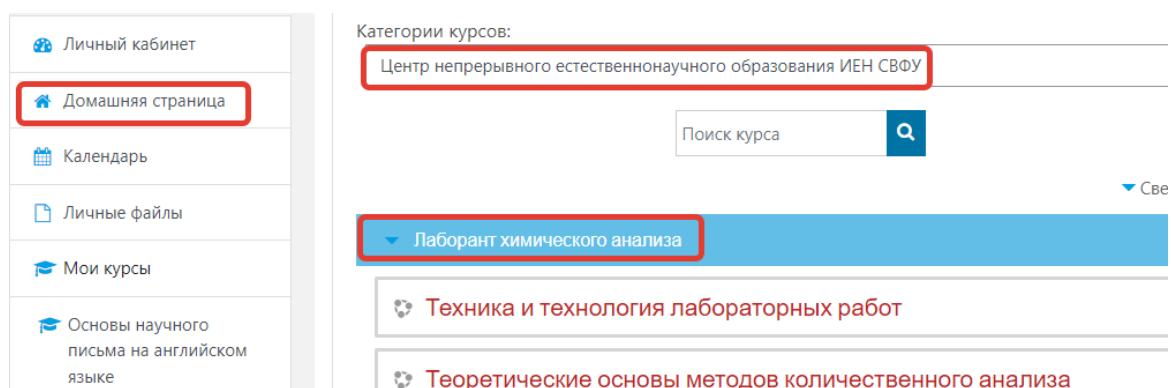 Личный кабинет
Домашняя страница
Календарь
Личные файлы
Мои курсы
Основы научного
письма на английском
языке
Категории курсов:
Центр непрерывного естественнонаучного образования ИЕН СВФУ
Поиск курса
Све
Лаборант химического анализа
Техника и технология лабораторных работ
Теоретические основы методов количественного анализа